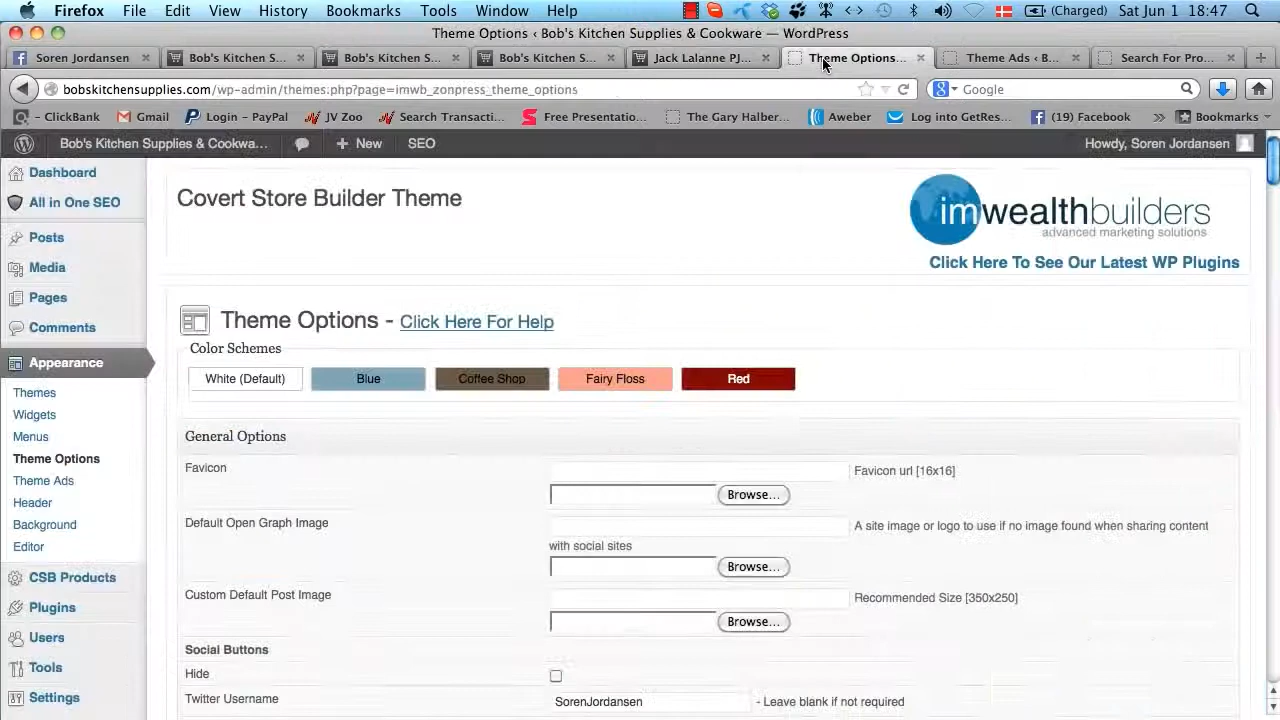 Firefox File Edit View History Bookmarks Tools Window Help (Charged) Sat Jun 1 18:47
Theme Options ‹ Bob's Kitchen Supplies & Cookware — WordPress
Soren Jordansen Bob's Kitchen S... Bob's Kitchen S... Bob's Kitchen S... Jack Lalanne PJ... Theme Options... Theme Ads ‹ B... Search For Pro...
bobskitchensupplies.com/wp-admin/themes.php?page=imwb_zonpress_theme_options Google
- ClickBank Gmail Login - PayPal JV Zoo Search Transacti... Free Presentatio... The Gary Halber... Aweber Log into GetRes... (19) Facebook » Bookmarks
Bob's Kitchen Supplies & Cookwa... + New SEO Howdy, Soren Jordansen
Dashboard
All in One SEO
Posts
Media
Pages
Comments
Appearance
Themes
Widgets
Menus
Theme Options
Theme Ads
Header
Background
Editor
CSB Products
Plugins
Users
Tools
Settings
Covert Store Builder Theme
imwealthbuilders
advanced marketing solutions
Click Here To See Our Latest WP Plugins
Theme Options - Click Here For Help
Color Schemes
White (Default) Blue Coffee Shop Fairy Floss Red
General Options
Favicon Favicon url [16x16]
Browse...
Default Open Graph Image A site image or logo to use if no image found when sharing content
with social sites
Browse...
Custom Default Post Image Recommended Size [350x250]
Browse...
Social Buttons
Hide
Twitter Username SorenJordansen - Leave blank if not required